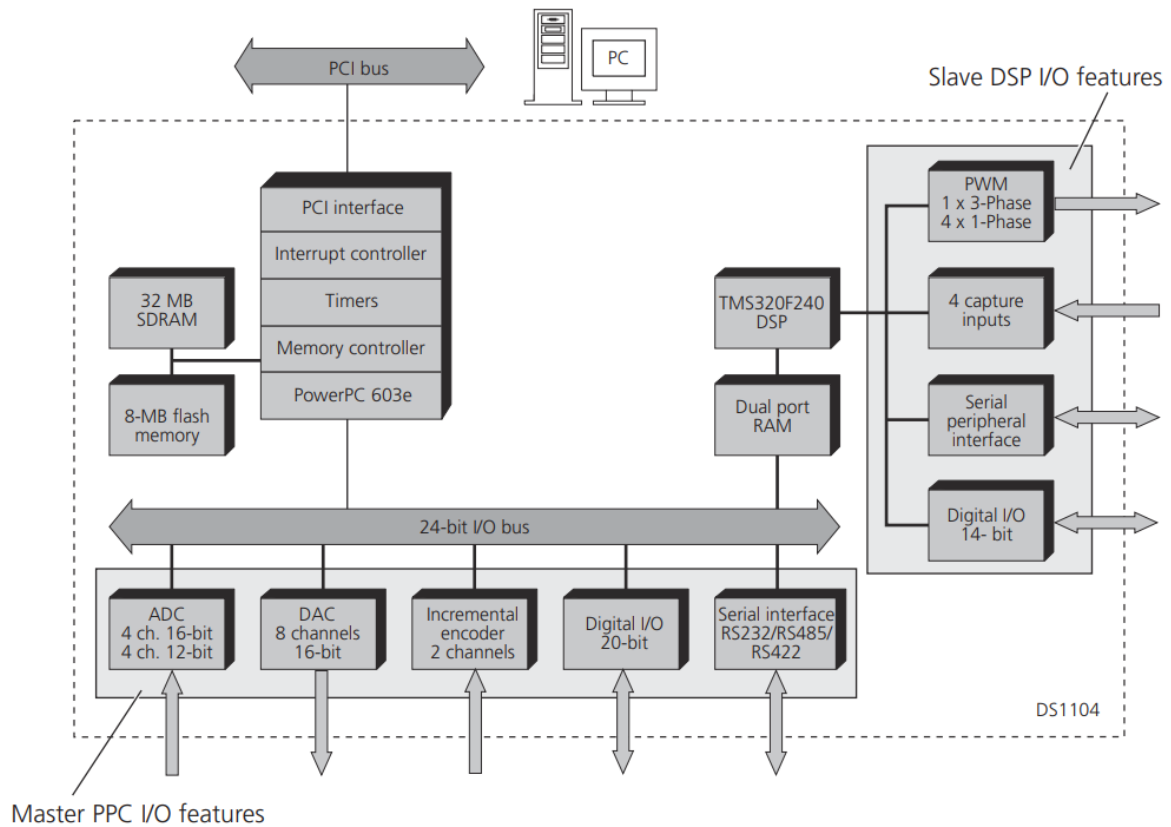 PCI bus
PC
Slave DSP I/O features
PCI interface
Interrupt controller
Timers
Memory controller
PowerPC 603e
32 MB
SDRAM
8-MB flash
memory
TMS320F240
DSP
Dual port
RAM
PWM
1 x 3-Phase
4 x 1-Phase
4 capture
inputs
Serial
peripheral
interface
Digital I/O
14- bit
24-bit I/O bus
ADC
4 ch. 16-bit
4 ch. 12-bit
DAC
8 channels
16-bit
Incremental
encoder
2 channels
Digital I/O
20-bit
Serial interface
RS232/RS485/
RS422
DS1104
Master PPC I/O features